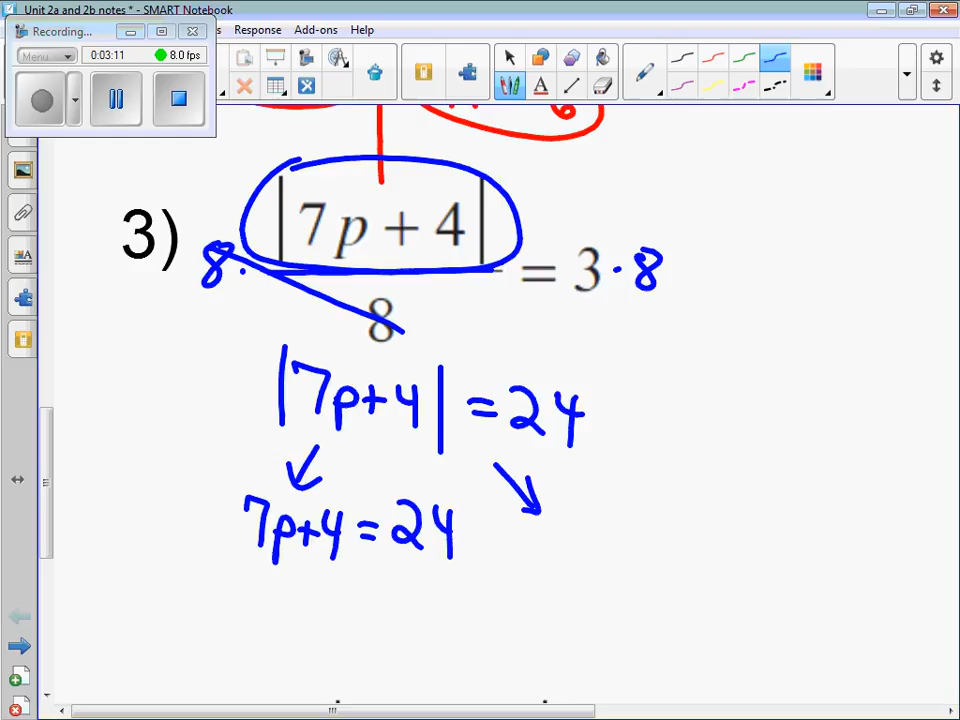 Unit 2a and 2b notes * - SMART Notebook
Recording...
Response Add-ons Help
Menu
0:03:11
8.0 fps
A
3) 8 · |7p + 4| / 8 = 3 · 8
|7p+4| = 24
7p+4 = 24